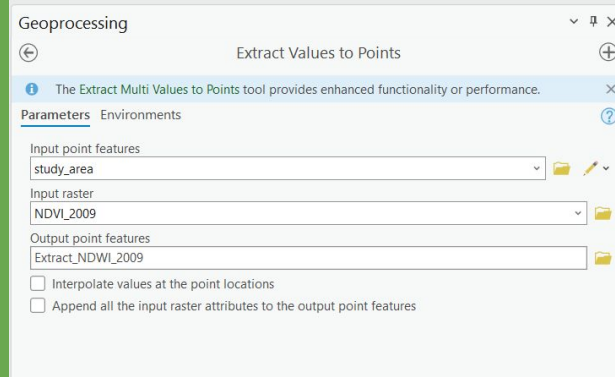 Geoprocessing
Extract Values to Points
The Extract Multi Values to Points tool provides enhanced functionality or performance.
Parameters Environments
Input point features
study_area
Input raster
NDVI_2009
Output point features
Extract_NDWI_2009
Interpolate values at the point locations
Append all the input raster attributes to the output point features